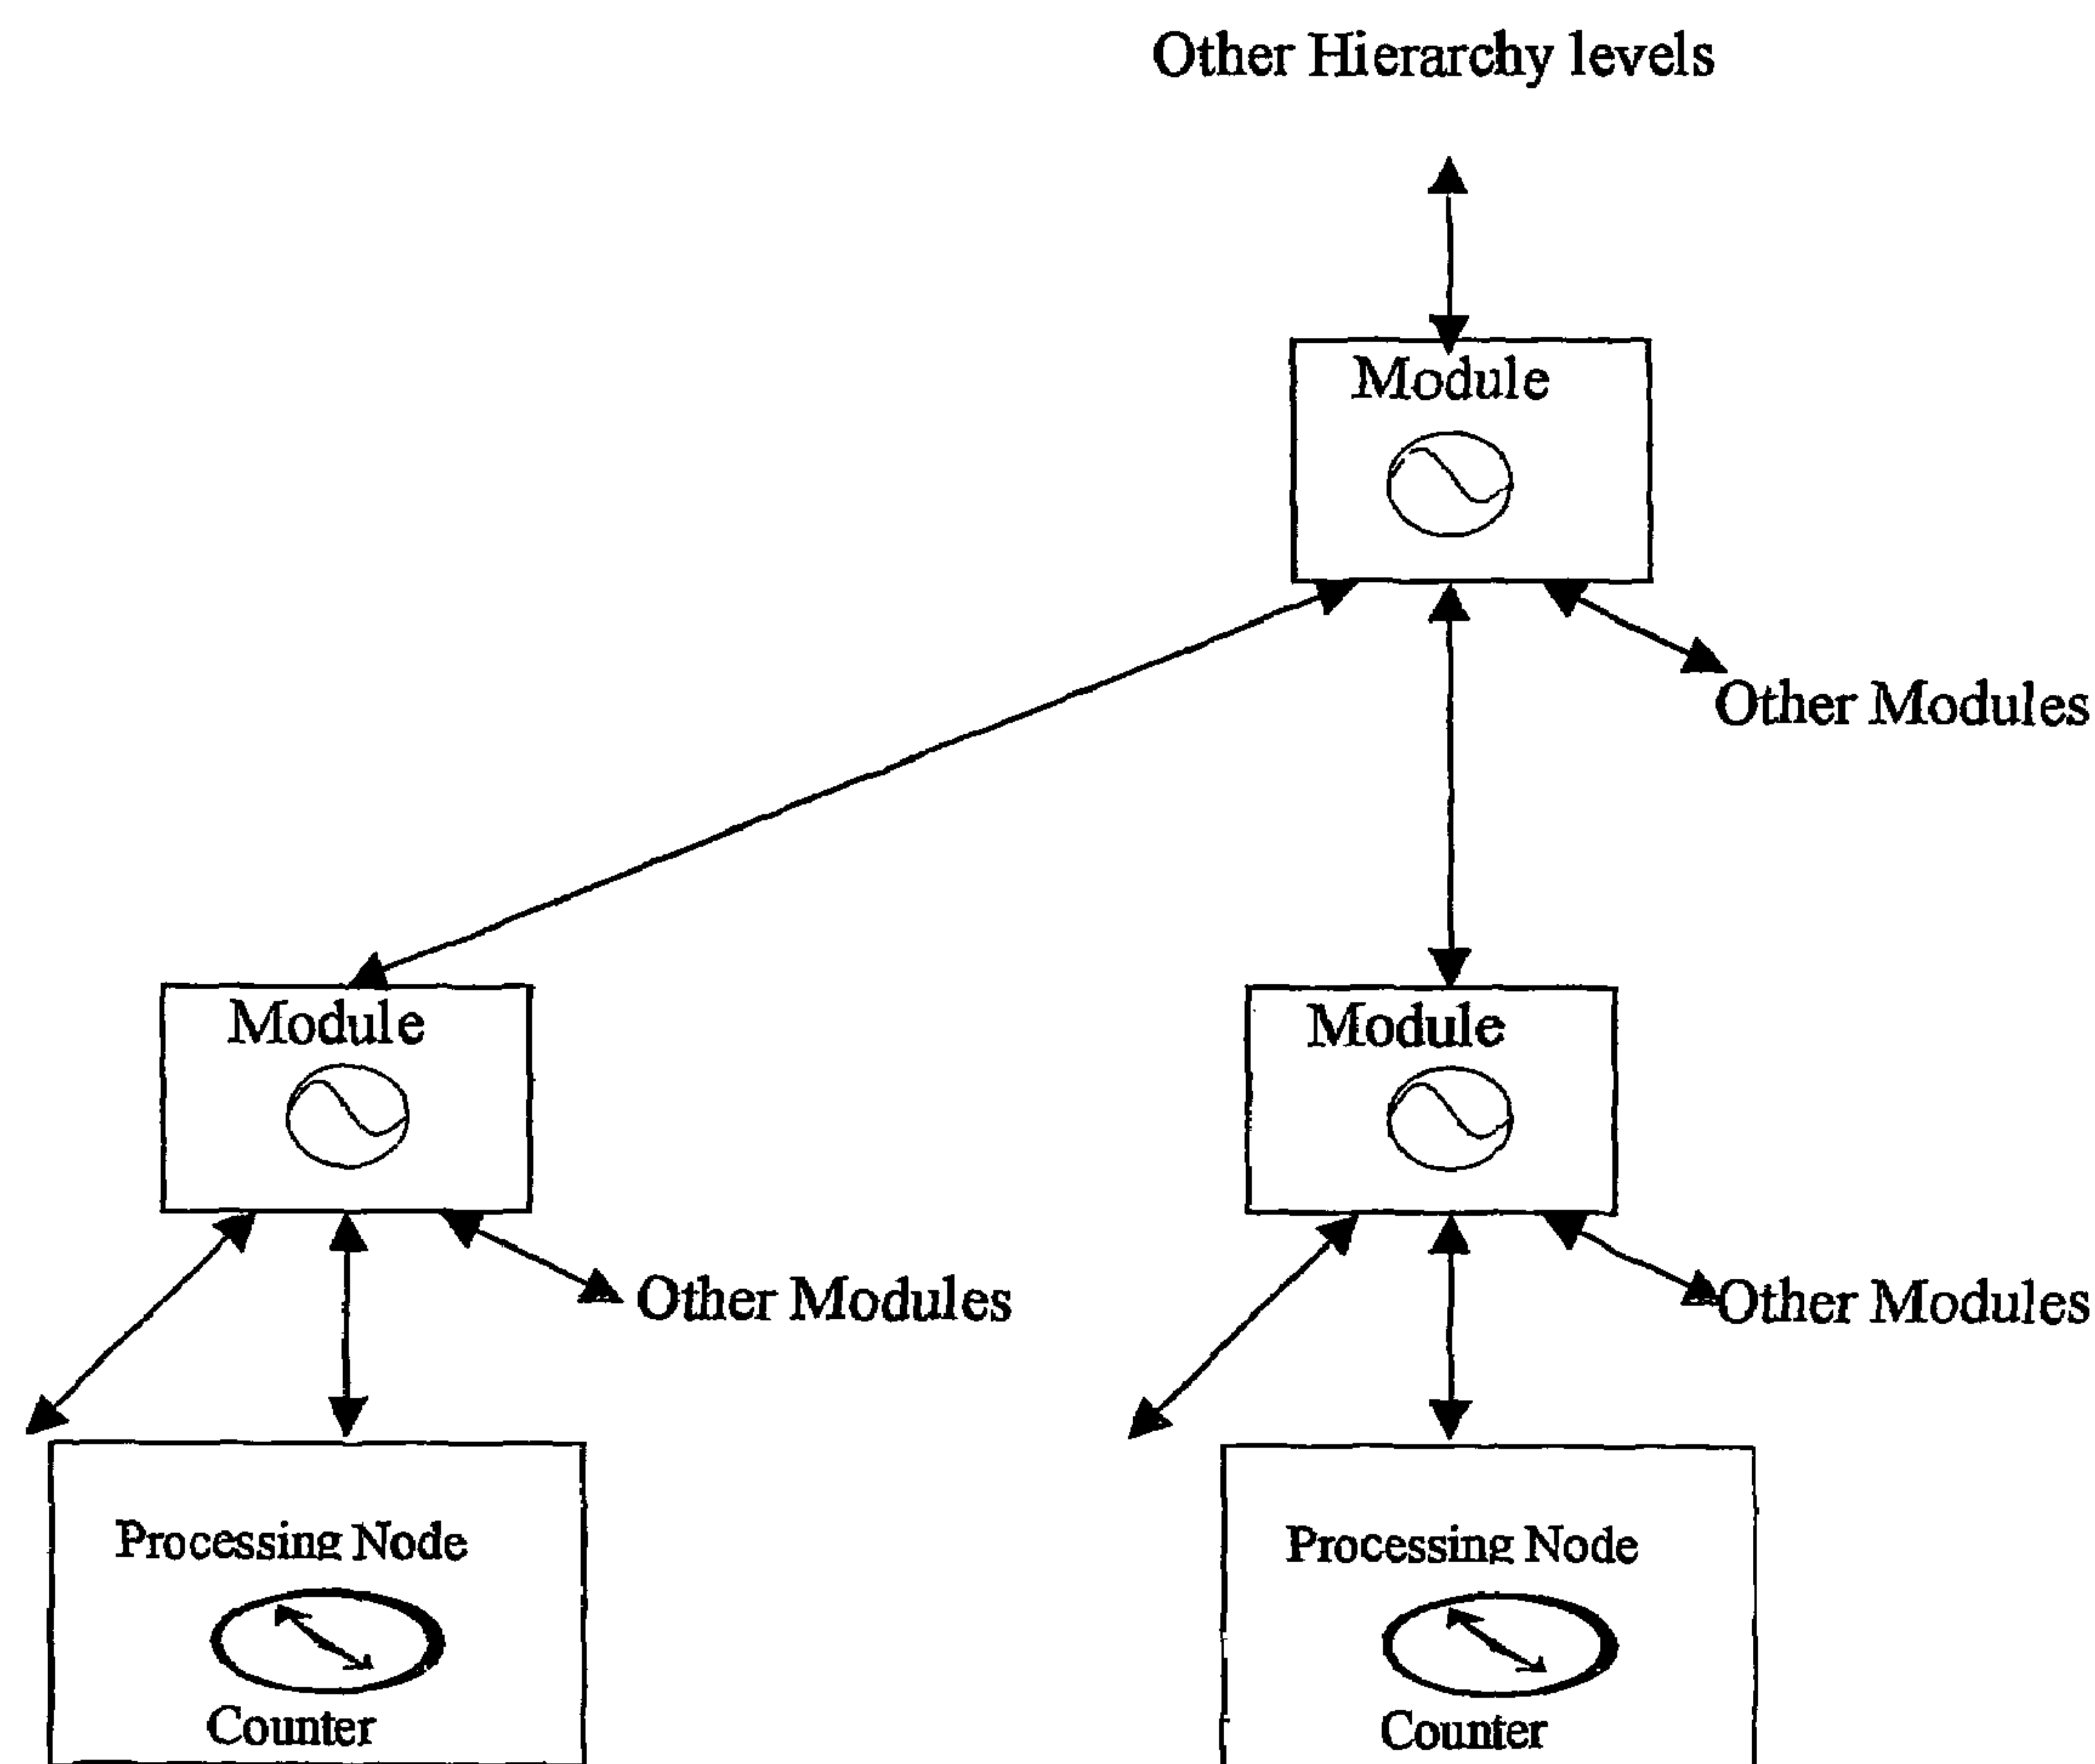 Other Hierarchy levels
Module
Other Modules
Module
Module
Other Modules
Other Modules
Processing Node
Processing Node
Counter
Counter